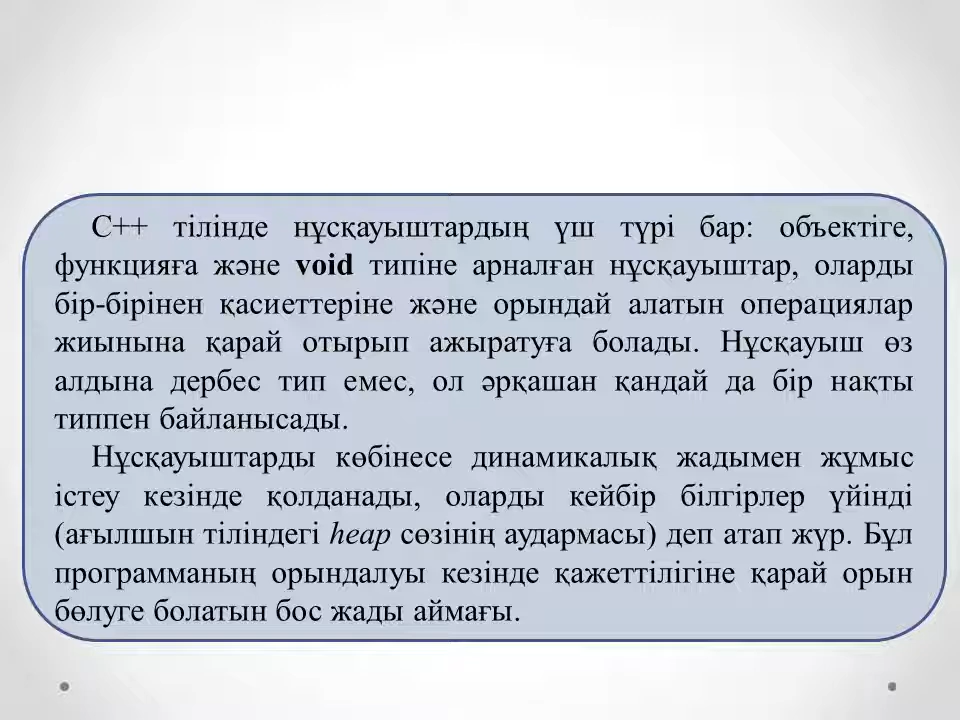 С++ тілінде нұсқауыштардың үш түрі бар: объектіге,
функцияға және void типіне арналған нұсқауыштар, оларды
бір-бірінен қасиеттеріне және орындай алатын операциялар
жиынына қарай отырып ажыратуға болады. Нұсқауыш өз
алдына дербес тип емес, ол әрқашан қандай да бір нақты
типпен байланысады.
Нұсқауыштарды көбінесе динамикалық жадымен жұмыс
істеу кезінде қолданады, оларды кейбір білгірлер үйінді
(ағылшын тіліндегі heap сөзінің аудармасы) деп атап жүр. Бұл
программаның орындалуы кезінде қажеттілігіне қарай орын
бөлуге болатын бос жады аймағы.